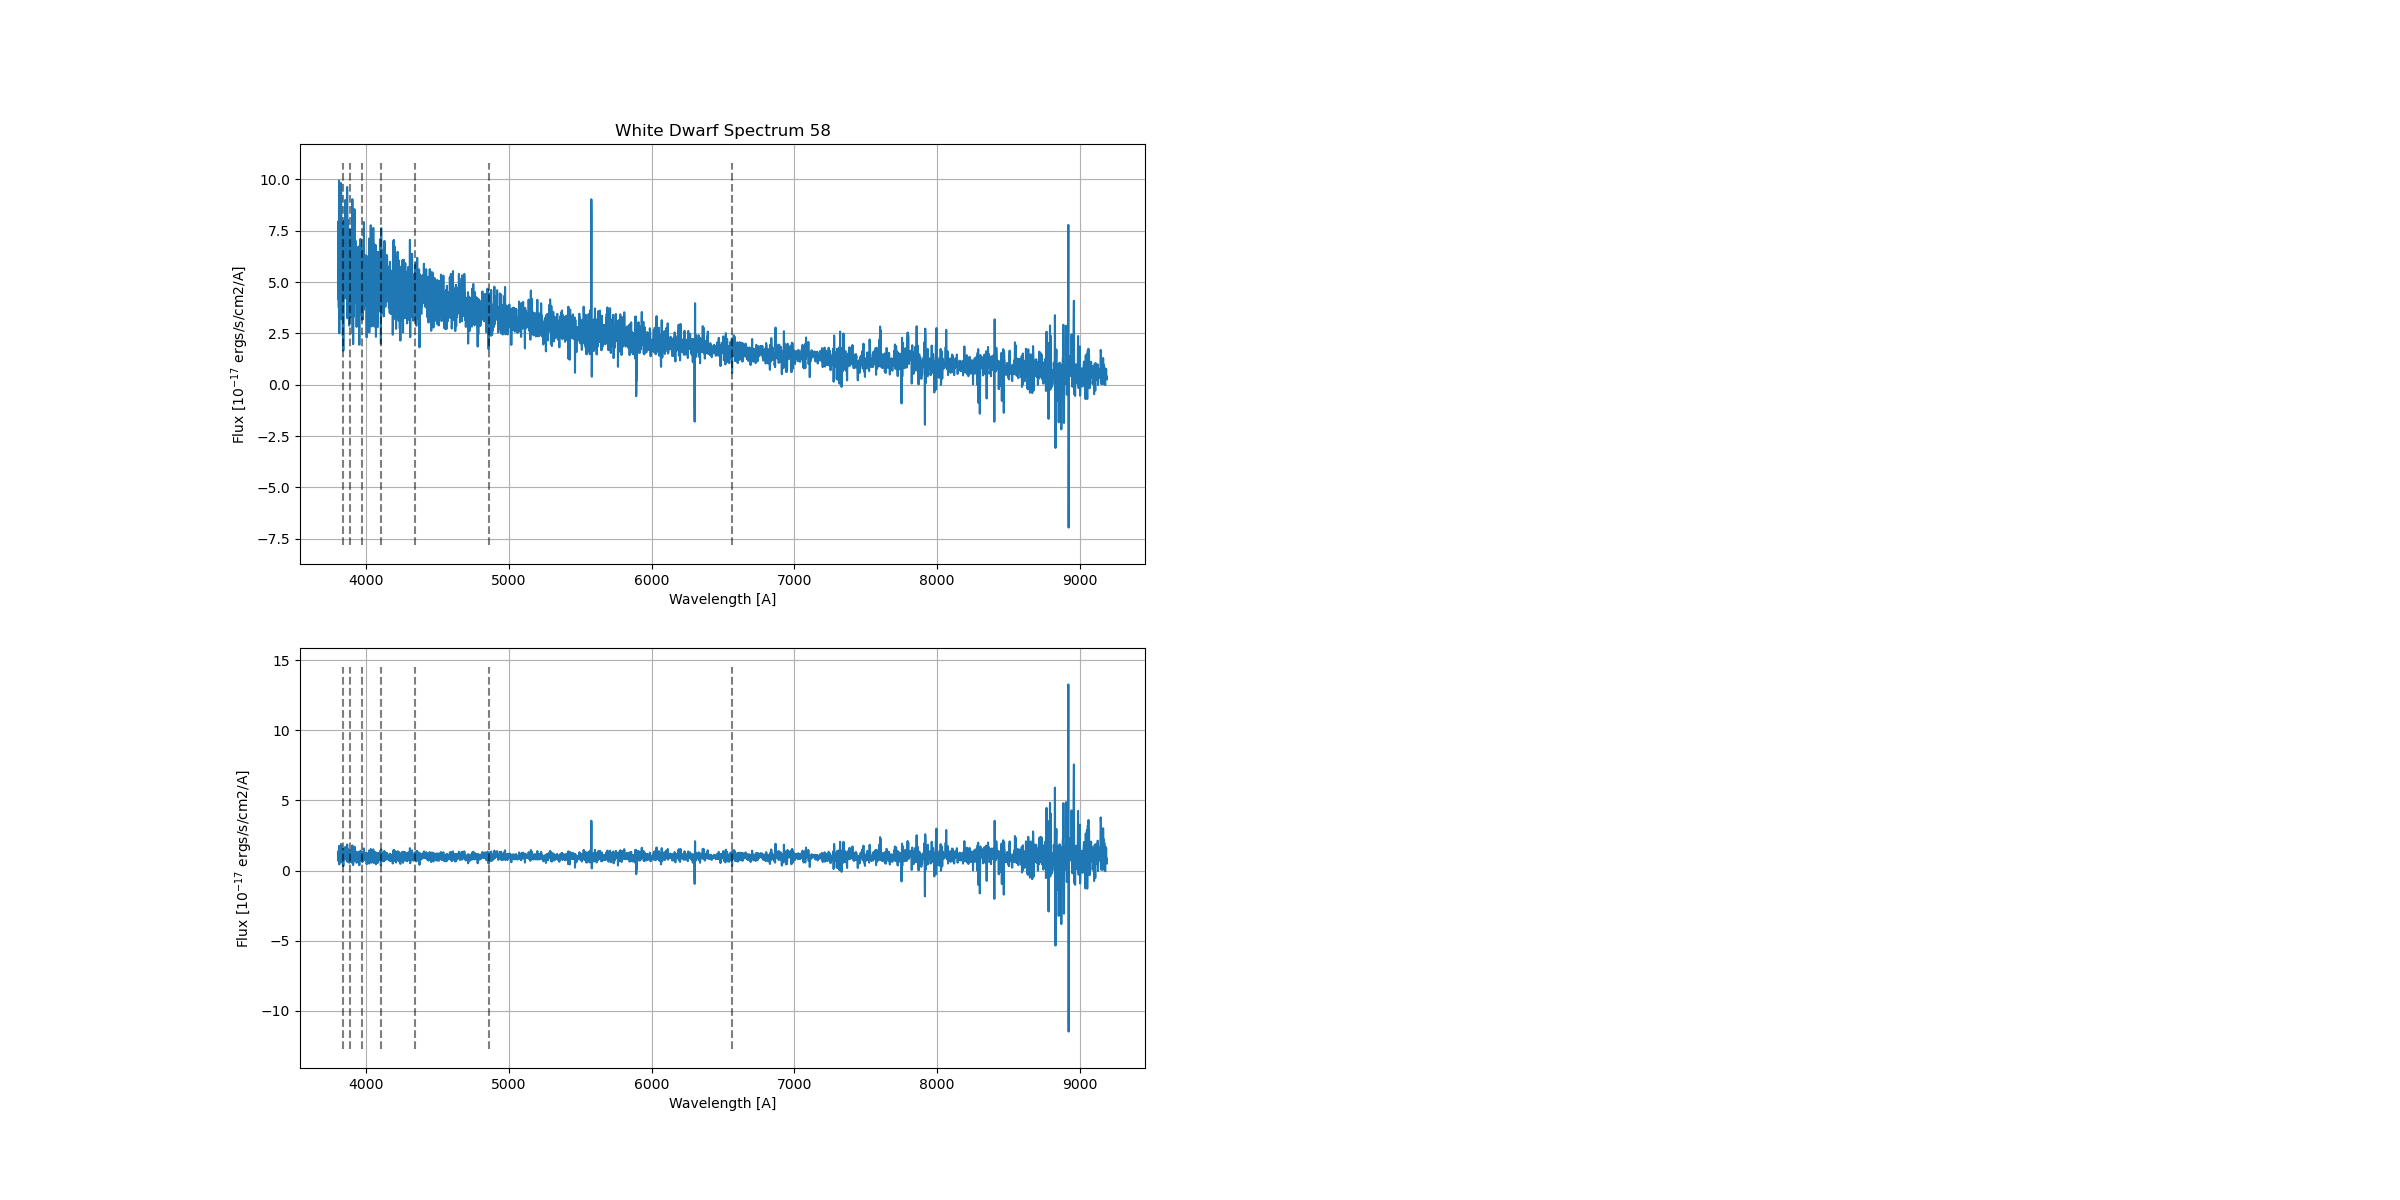 White Dwarf Spectrum 58
10.0
7.5
5.0
2.5
0.0
−2.5
−5.0
−7.5
Flux [10⁻¹⁷ ergs/s/cm2/A]
4000 5000 6000 7000 8000 9000
Wavelength [A]
15
10
5
0
−5
−10
Flux [10⁻¹⁷ ergs/s/cm2/A]
4000 5000 6000 7000 8000 9000
Wavelength [A]